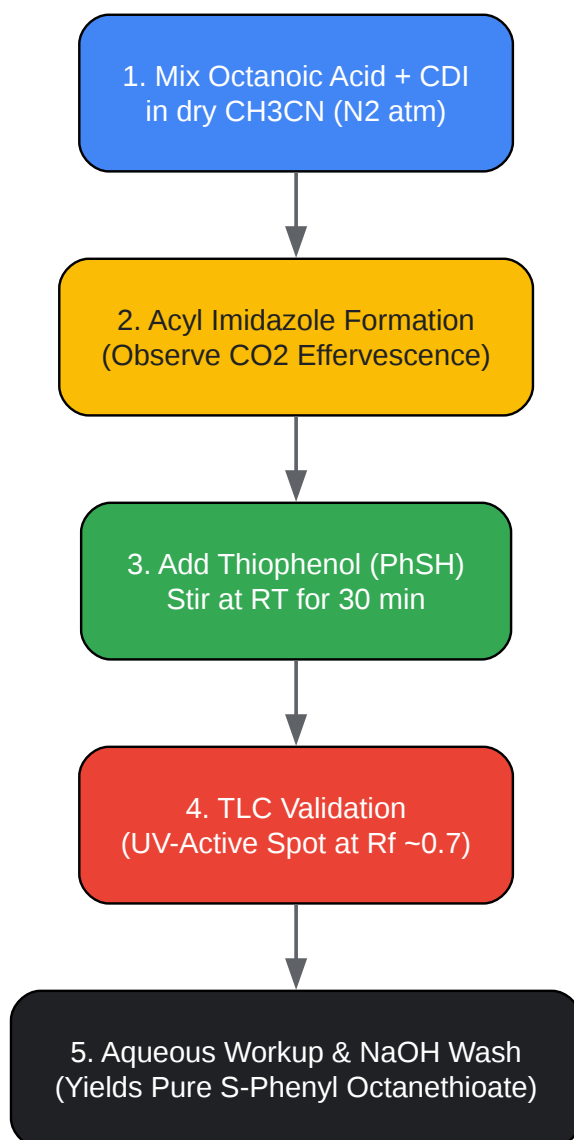 1. Mix Octanoic Acid + CDI
in dry CH3CN (N2 atm)
2. Acyl Imidazole Formation
(Observe CO2 Effervescence)
3. Add Thiophenol (PhSH)
Stir at RT for 30 min
4. TLC Validation
(UV-Active Spot at Rf ~0.7)
5. Aqueous Workup & NaOH Wash
(Yields Pure S-Phenyl Octanethioate)